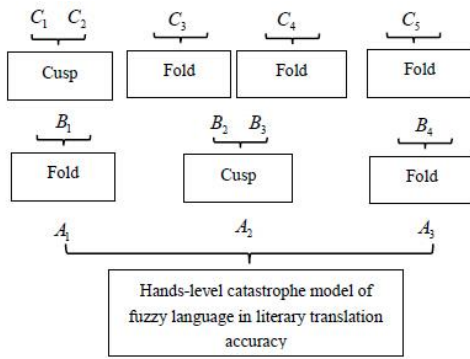 C1 C2 C3 C4 C5
Cusp Fold Fold Fold
B1 B2 B3 B4
Fold Cusp Fold
A1 A2 A3
Hands-level catastrophe model of
fuzzy language in literary translation
accuracy